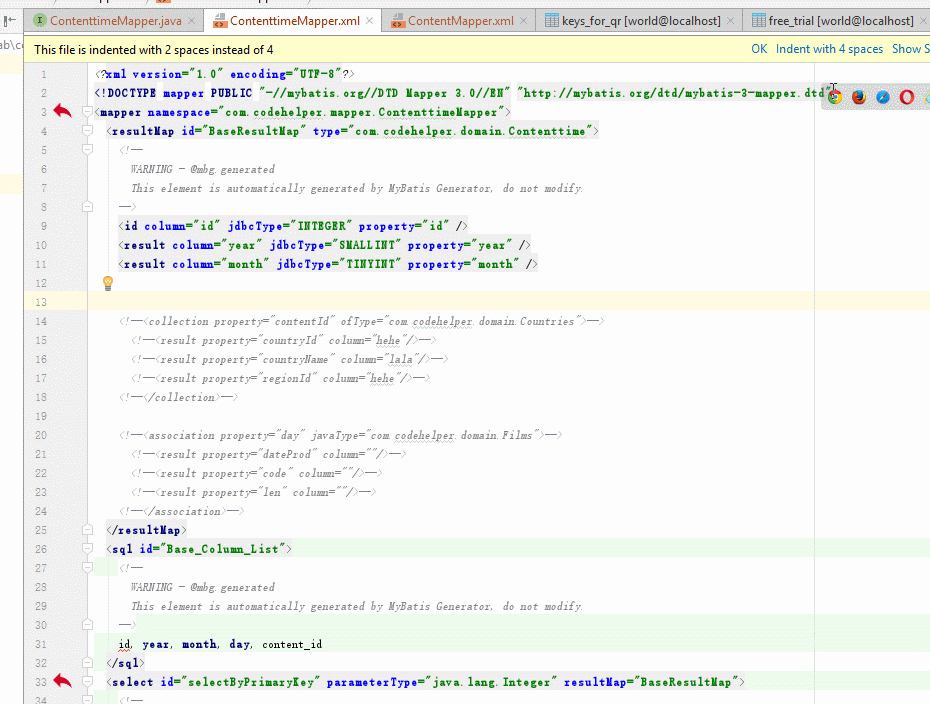 ContenttimeMapper.java ContenttimeMapper.xml ContentMapper.xml keys_for_qr [world@localhost] free_trial [world@localhost]
This file is indented with 2 spaces instead of 4 OK Indent with 4 spaces Show S
1 <?xml version="1.0" encoding="UTF-8"?>
2 <!DOCTYPE mapper PUBLIC "-//mybatis.org//DTD Mapper 3.0//EN" "http://mybatis.org/dtd/mybatis-3-mapper.dtd"
3 <mapper namespace="com.codehelper.mapper.ContenttimeMapper">
4 <resultMap id="BaseResultMap" type="com.codehelper.domain.Contenttime">
5 <!--
6 WARNING - @mbg.generated
7 This element is automatically generated by MyBatis Generator, do not modify.
8 -->
9 <id column="id" jdbcType="INTEGER" property="id" />
10 <result column="year" jdbcType="SMALLINT" property="year" />
11 <result column="month" jdbcType="TINYINT" property="month" />
12
13
14 <!--<collection property="contentId" ofType="com.codehelper.domain.Countries">-->
15 <!--<result property="countryId" column="hehe"/>-->
16 <!--<result property="countryName" column="lala"/>-->
17 <!--<result property="regionId" column="hehe"/>-->
18 <!--</collection>-->
19
20 <!--<association property="day" javaType="com.codehelper.domain.Films">-->
21 <!--<result property="dateProd" column=""/>-->
22 <!--<result property="code" column=""/>-->
23 <!--<result property="len" column=""/>-->
24 <!--</association>-->
25 </resultMap>
26 <sql id="Base_Column_List">
27 <!--
28 WARNING - @mbg.generated
29 This element is automatically generated by MyBatis Generator, do not modify.
30 -->
31 id, year, month, day, content_id
32 </sql>
33 <select id="selectByPrimaryKey" parameterType="java.lang.Integer" resultMap="BaseResultMap">
34 <!--